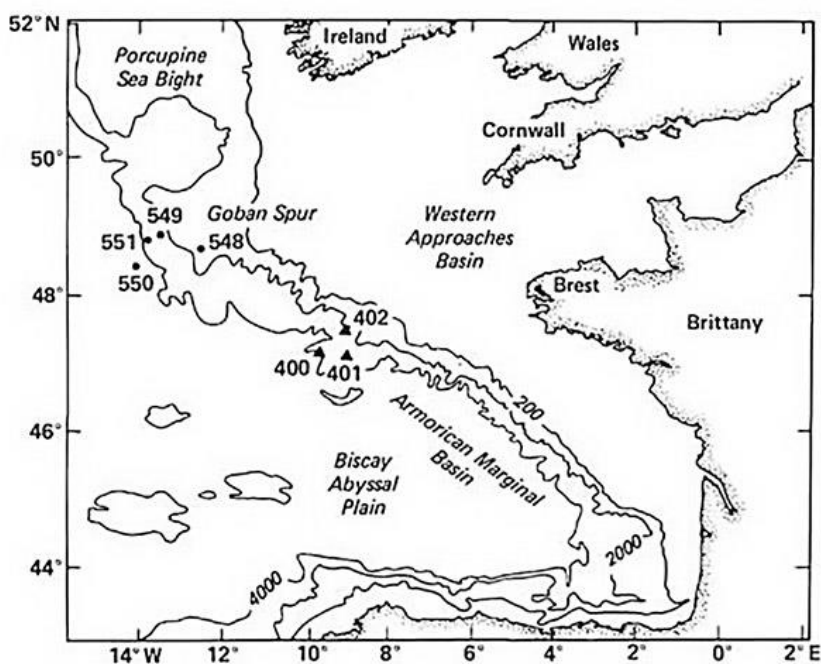 52°N
50°
48°
46°
44°
14°W
12°
10°
8°
6°
4°
2°
0°
2°E
Porcupine
Sea Bight
Ireland
Wales
Cornwall
549
Goban Spur
551
548
550
Western
Approaches
Basin
Brest
Brittany
402
400
401
200
Armorican Marginal
Basin
Biscay
Abyssal
Plain
2000
4000